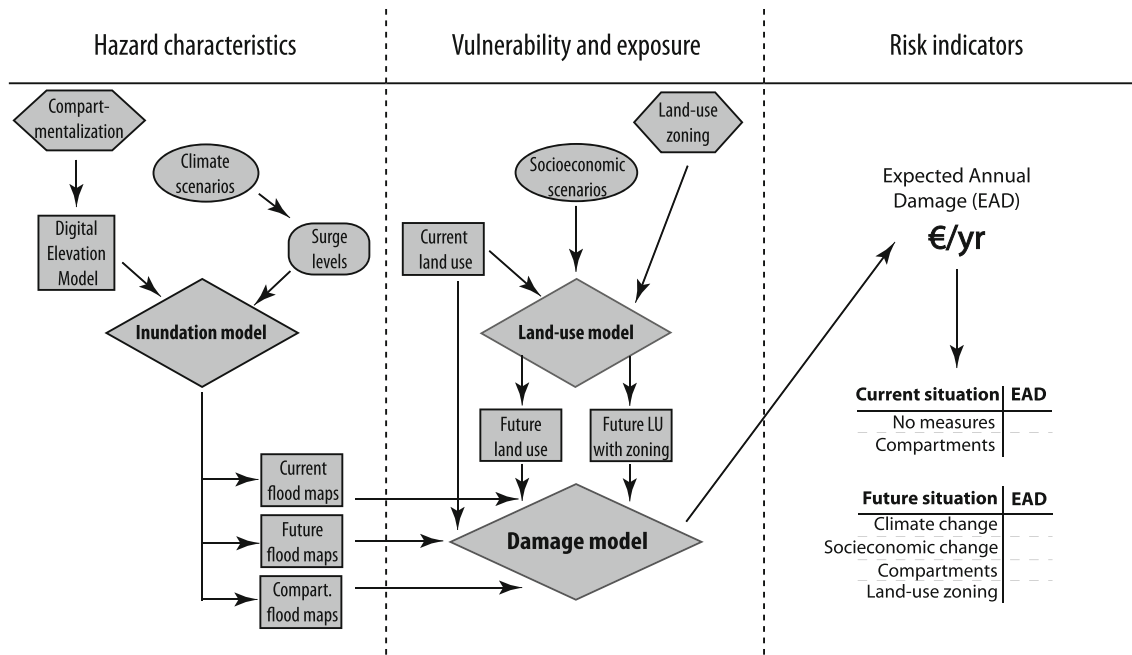 Hazard characteristics
Vulnerability and exposure
Risk indicators
Compart-
mentalization
Climate
scenarios
Digital
Elevation
Model
Surge
levels
Inundation model
Current
flood maps
Future
flood maps
Compart.
flood maps
Land-use
zoning
Socioeconomic
scenarios
Current
land use
Land-use model
Future
land use
Future LU
with zoning
Damage model
Expected Annual
Damage (EAD)
€/yr
Current situation EAD
No measures
Compartments
Future situation EAD
Climate change
Socieconomic change
Compartments
Land-use zoning